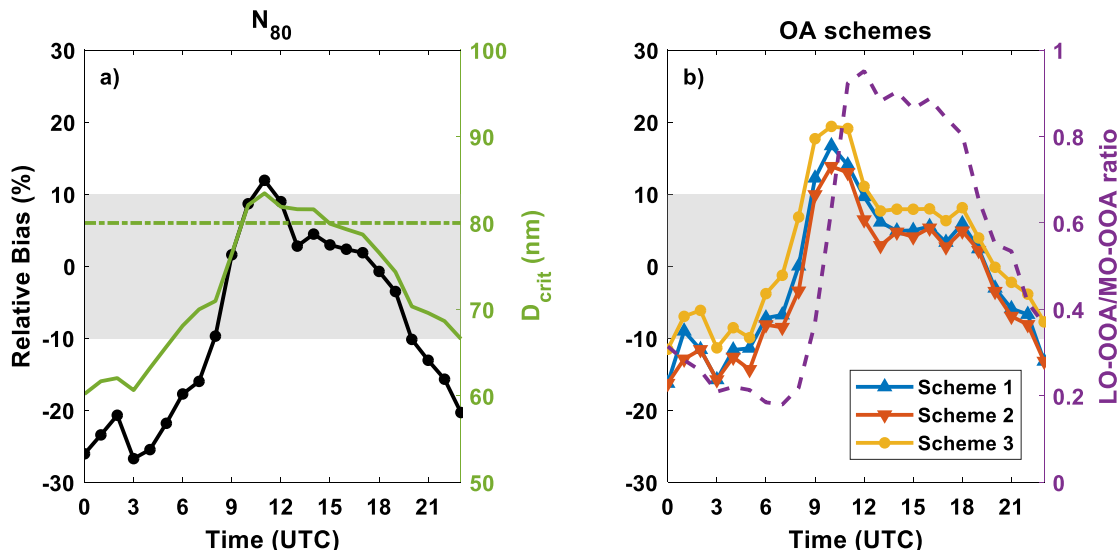 N80
a)
30
20
10
0
-10
-20
-30
Relative Bias (%)
100
90
80
70
60
50
Dcrit (nm)
0 3 6 9 12 15 18 21
Time (UTC)
OA schemes
b)
30
20
10
0
-10
-20
-30
1
0.8
0.6
0.4
0.2
0
LO-OOA/MO-OOA ratio
Scheme 1
Scheme 2
Scheme 3
0 3 6 9 12 15 18 21
Time (UTC)